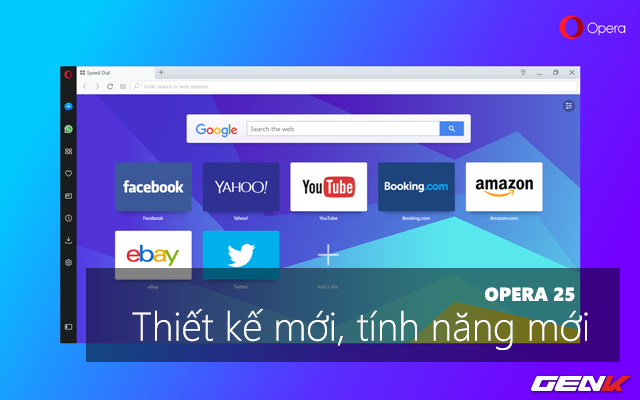 Opera
Speed Dial
Enter search or web address
Google
Search the web
facebook
YAHOO!
YouTube
Booking.com
amazon
Facebook
Yahoo!
YouTube
Booking.com
Amazon.com
ebay
eBay
Twitter
Add a site
OPERA 25
Thiết kế mới, tính năng mới
GENK